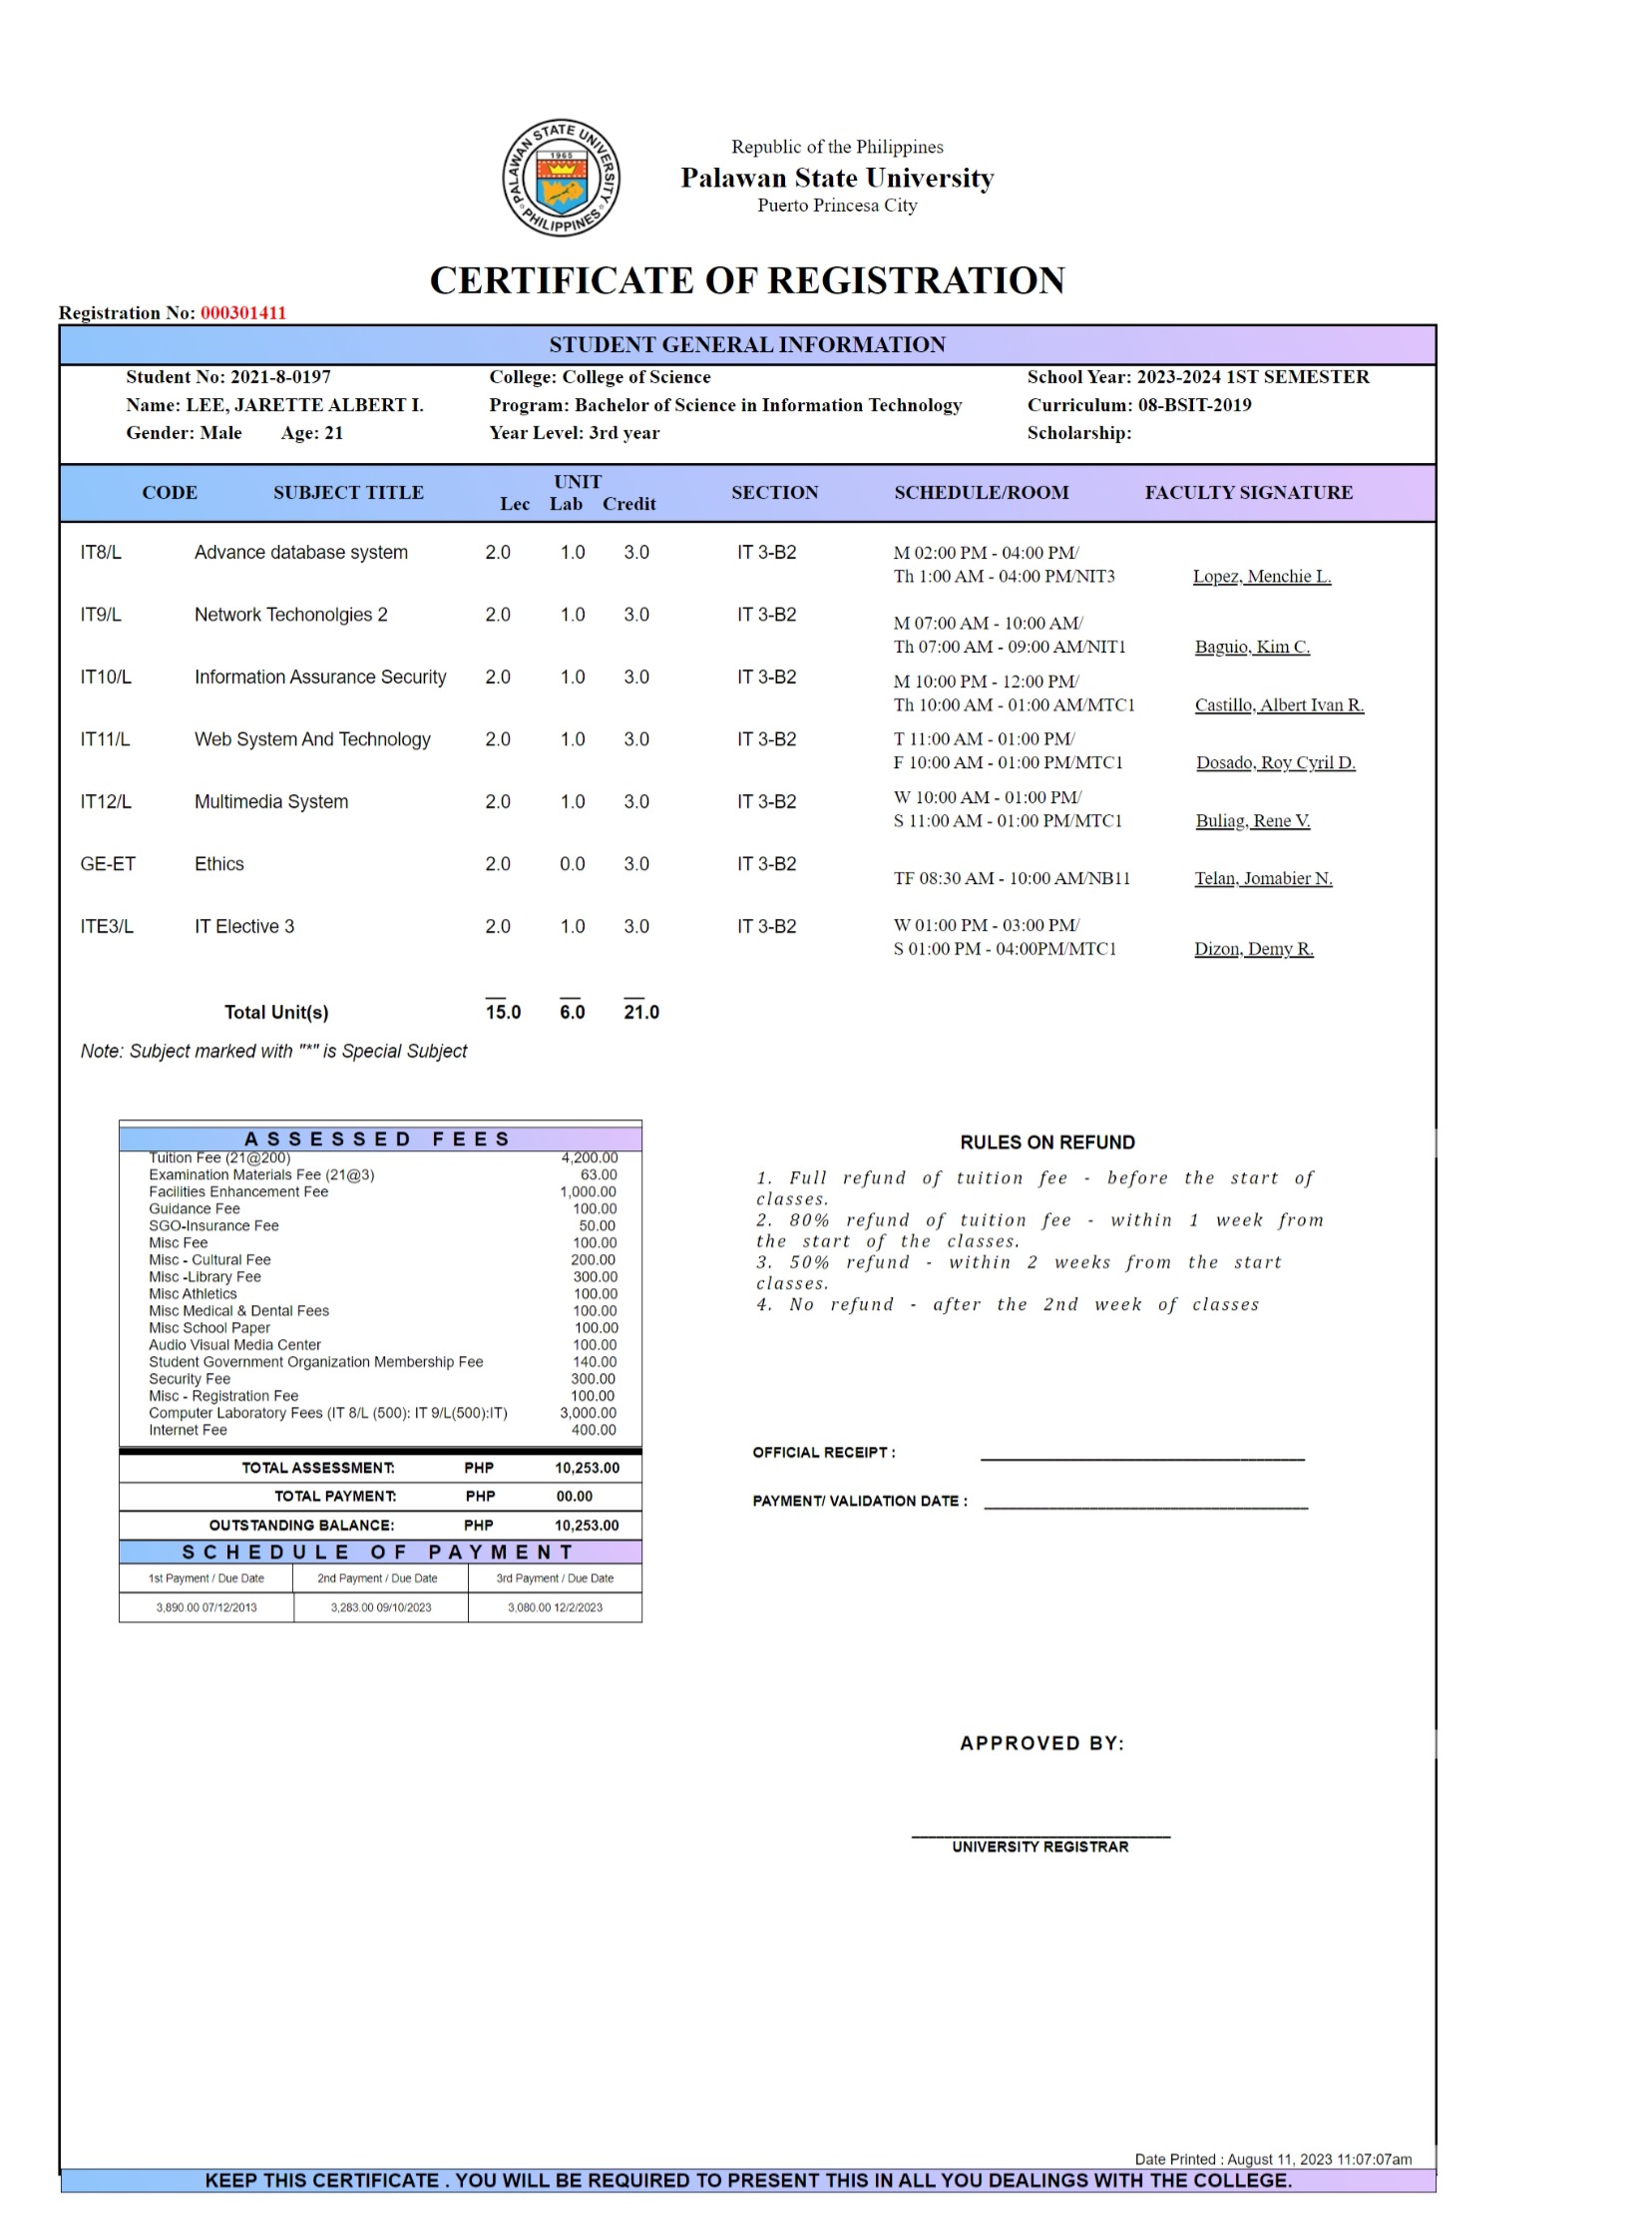 PALAWAN STATE UNIVERSITY
1965
PHILIPPINES
Republic of the Philippines
Palawan State University
Puerto Princesa City
CERTIFICATE OF REGISTRATION
Registration No: 000301411
STUDENT GENERAL INFORMATION
Student No: 2021-8-0197 College: College of Science School Year: 2023-2024 1ST SEMESTER
Name: LEE, JARETTE ALBERT I. Program: Bachelor of Science in Information Technology Curriculum: 08-BSIT-2019
Gender: Male Age: 21 Year Level: 3rd year Scholarship:
UNIT
CODE SUBJECT TITLE SECTION SCHEDULE/ROOM FACULTY SIGNATURE
Lec Lab Credit
IT8/L Advance database system 2.0 1.0 3.0 IT 3-B2 M 02:00 PM - 04:00 PM/
Th 1:00 AM - 04:00 PM/NIT3 Lopez, Menchie L.
IT9/L Network Techonolgies 2 2.0 1.0 3.0 IT 3-B2
M 07:00 AM - 10:00 AM/
Th 07:00 AM - 09:00 AM/NIT1 Baguio, Kim C.
IT10/L Information Assurance Security 2.0 1.0 3.0 IT 3-B2 M 10:00 PM - 12:00 PM/
Th 10:00 AM - 01:00 AM/MTC1 Castillo, Albert Ivan R.
IT11/L Web System And Technology 2.0 1.0 3.0 IT 3-B2 T 11:00 AM - 01:00 PM/
F 10:00 AM - 01:00 PM/MTC1 Dosado, Roy Cyril D.
IT12/L Multimedia System 2.0 1.0 3.0 IT 3-B2 W 10:00 AM - 01:00 PM/
S 11:00 AM - 01:00 PM/MTC1 Buliag, Rene V.
GE-ET Ethics 2.0 0.0 3.0 IT 3-B2
TF 08:30 AM - 10:00 AM/NB11 Telan, Jomabier N.
ITE3/L IT Elective 3 2.0 1.0 3.0 IT 3-B2 W 01:00 PM - 03:00 PM/
S 01:00 PM - 04:00PM/MTC1 Dizon, Demy R.
Total Unit(s) 15.0 6.0 21.0
Note: Subject marked with "*" is Special Subject
ASSESSED FEES
Tuition Fee (21@200) 4,200.00
Examination Materials Fee (21@3) 63.00
Facilities Enhancement Fee 1,000.00
Guidance Fee 100.00
SGO-Insurance Fee 50.00
Misc Fee 100.00
Misc - Cultural Fee 200.00
Misc -Library Fee 300.00
Misc Athletics 100.00
Misc Medical & Dental Fees 100.00
Misc School Paper 100.00
Audio Visual Media Center 100.00
Student Government Organization Membership Fee 140.00
Security Fee 300.00
Misc - Registration Fee 100.00
Computer Laboratory Fees (IT 8/L (500): IT 9/L(500):IT) 3,000.00
Internet Fee 400.00
TOTAL ASSESSMENT: PHP 10,253.00
TOTAL PAYMENT: PHP 00.00
OUTSTANDING BALANCE: PHP 10,253.00
SCHEDULE OF PAYMENT
1st Payment / Due Date 2nd Payment / Due Date 3rd Payment / Due Date
3,890.00 07/12/2013 3,283.00 09/10/2023 3,080.00 12/2/2023
RULES ON REFUND
1. Full refund of tuition fee - before the start of
classes.
2. 80% refund of tuition fee - within 1 week from
the start of the classes.
3. 50% refund - within 2 weeks from the start
classes.
4. No refund - after the 2nd week of classes
OFFICIAL RECEIPT :
PAYMENT/ VALIDATION DATE :
APPROVED BY:
UNIVERSITY REGISTRAR
Date Printed : August 11, 2023 11:07:07am
KEEP THIS CERTIFICATE . YOU WILL BE REQUIRED TO PRESENT THIS IN ALL YOU DEALINGS WITH THE COLLEGE.